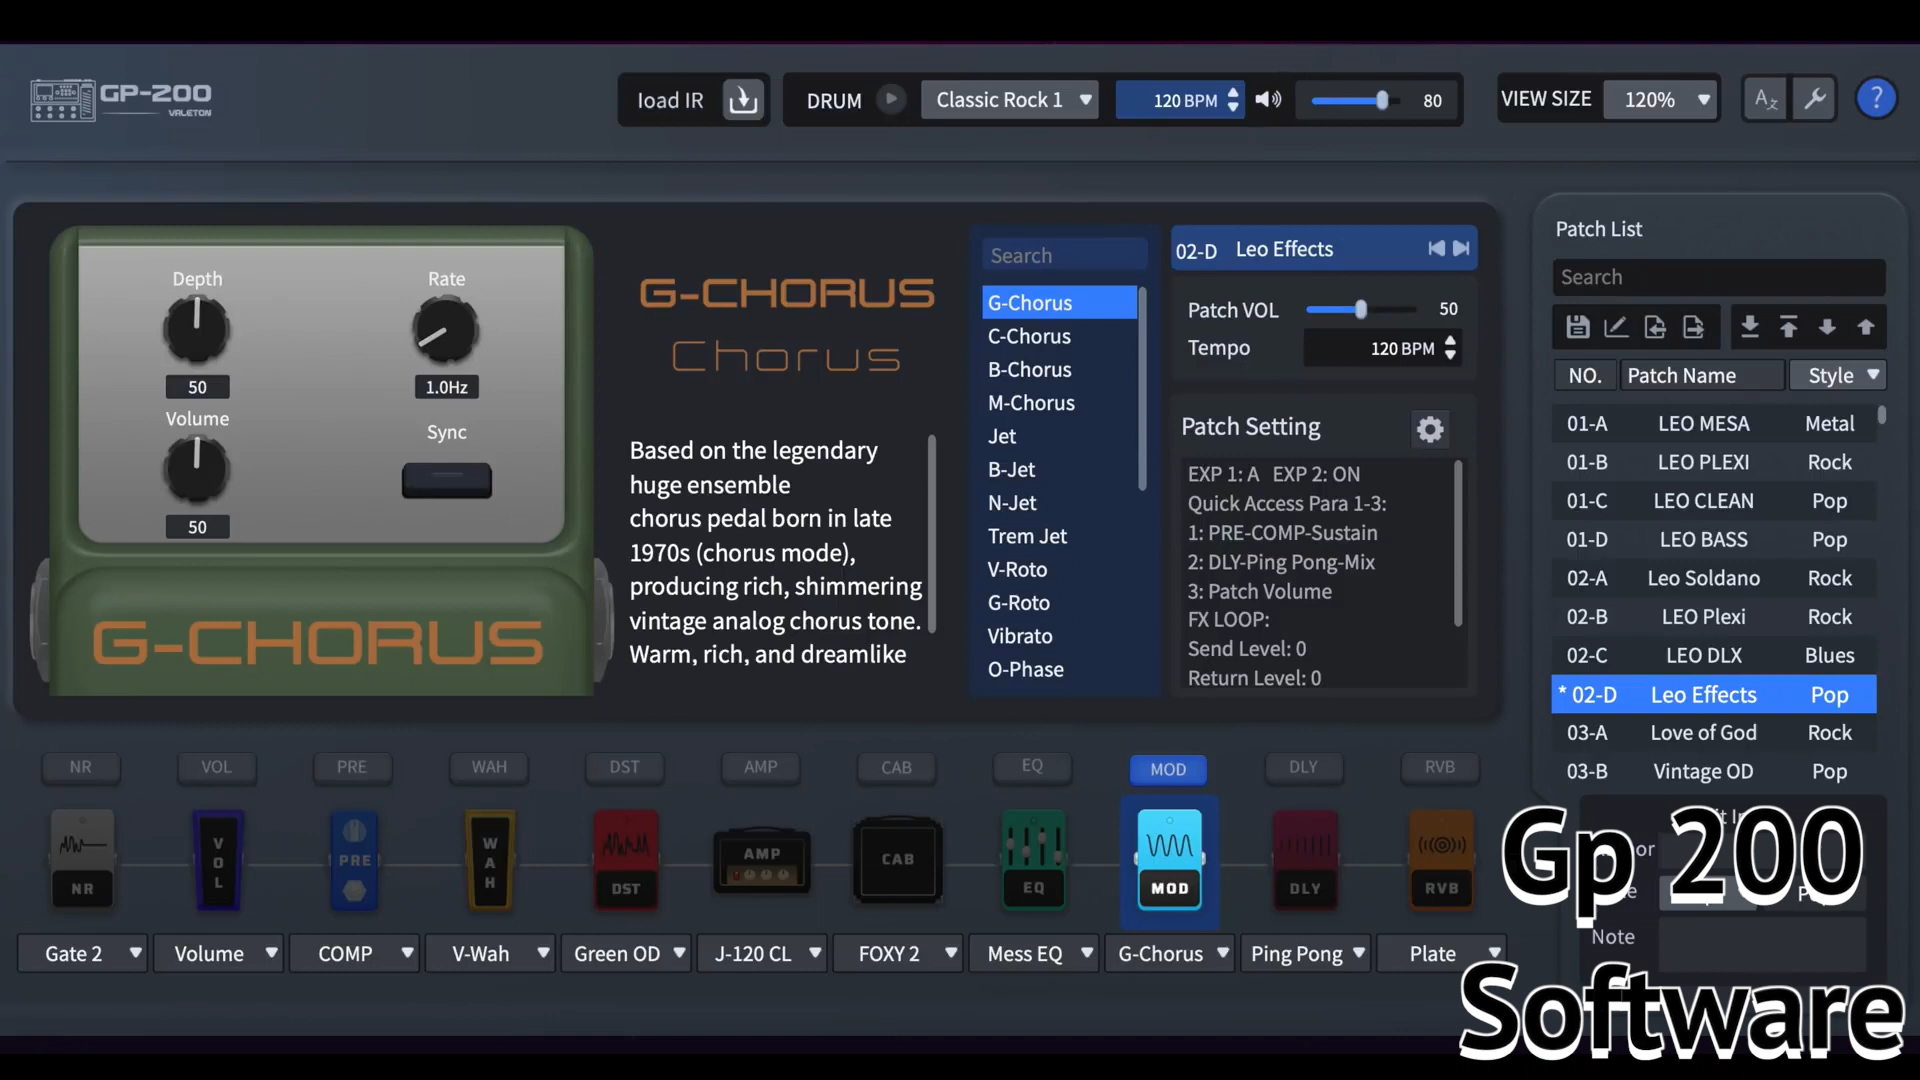 GP-200
VALETON
load IR
DRUM
Classic Rock 1
120 BPM
80
VIEW SIZE
120%
Az
?
Depth
50
Rate
1.0Hz
Volume
50
Sync
G-CHORUS
G-CHORUS
Chorus
Based on the legendary
huge ensemble
chorus pedal born in late
1970s (chorus mode),
producing rich, shimmering
vintage analog chorus tone.
Warm, rich, and dreamlike
Search
G-Chorus
C-Chorus
B-Chorus
M-Chorus
Jet
B-Jet
N-Jet
Trem Jet
V-Roto
G-Roto
Vibrato
O-Phase
02-D Leo Effects
Patch VOL 50
Tempo 120 BPM
Patch Setting
EXP 1: A EXP 2: ON
Quick Access Para 1-3:
1: PRE-COMP-Sustain
2: DLY-Ping Pong-Mix
3: Patch Volume
FX LOOP:
Send Level: 0
Return Level: 0
Patch List
Search
NO. Patch Name Style
01-A LEO MESA Metal
01-B LEO PLEXI Rock
01-C LEO CLEAN Pop
01-D LEO BASS Pop
02-A Leo Soldano Rock
02-B LEO Plexi Rock
02-C LEO DLX Blues
* 02-D Leo Effects Pop
03-A Love of God Rock
03-B Vintage OD Pop
NR VOL PRE WAH DST AMP CAB EQ MOD DLY RVB
NR VOL PRE WAH DST AMP CAB EQ MOD DLY RVB
Gate 2 Volume COMP V-Wah Green OD J-120 CL FOXY 2 Mess EQ G-Chorus Ping Pong Plate
Note
Gp 200
Software